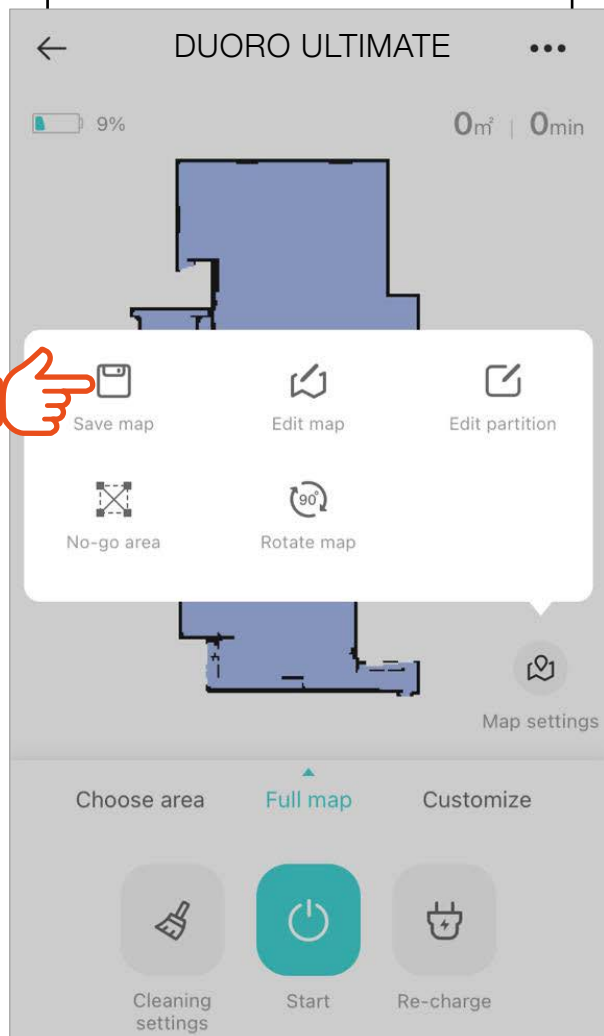 DUORO ULTIMATE
9%
0㎡ | 0min
Save map
Edit map
Edit partition
No-go area
90°
Rotate map
Map settings
Choose area
Full map
Customize
Cleaning
settings
Start
Re-charge